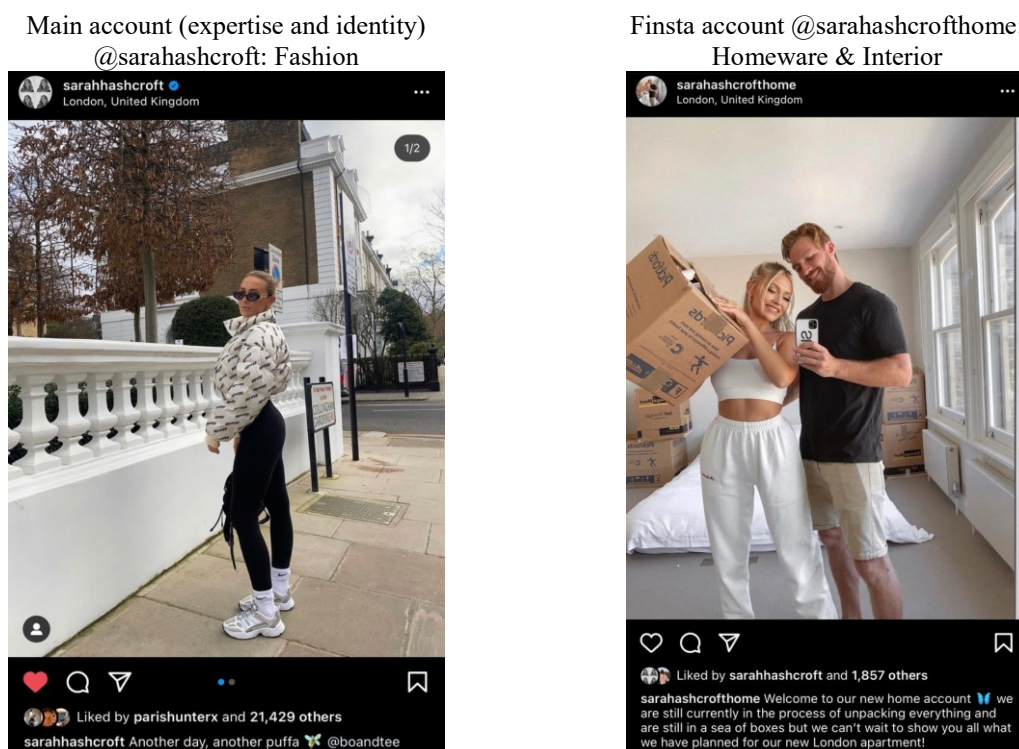 Main account (expertise and identity)
@sarahashcroft: Fashion
sarahhashcroft
London, United Kingdom
1/2
Liked by parishunterx and 21,429 others
sarahhashcroft Another day, another puffa @boandtee
Finsta account @sarahashcrofthome
Homeware & Interior
sarahashcrofthome
London, United Kingdom
Liked by sarahhashcroft and 1,857 others
sarahashcrofthome Welcome to our new home account 🦋 we
are still currently in the process of unpacking everything and
are still in a sea of boxes but we can't wait to show you all what
we have planned for our new London apartment!